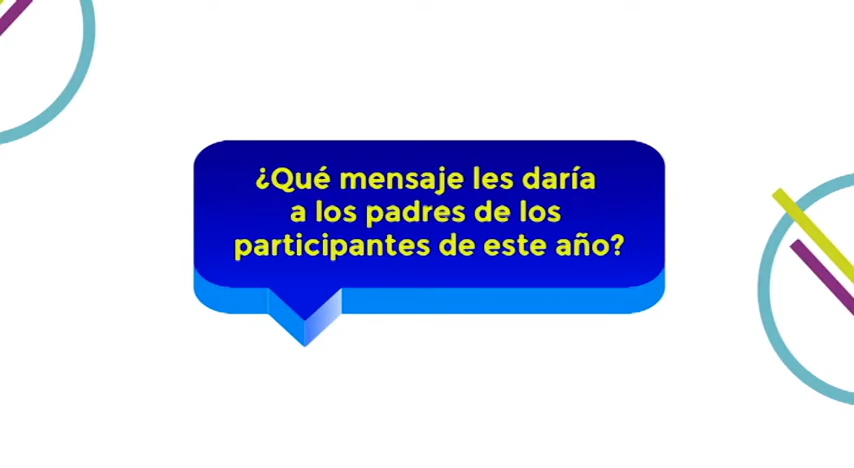 ¿Qué mensaje les daría
a los padres de los
participantes de este año?